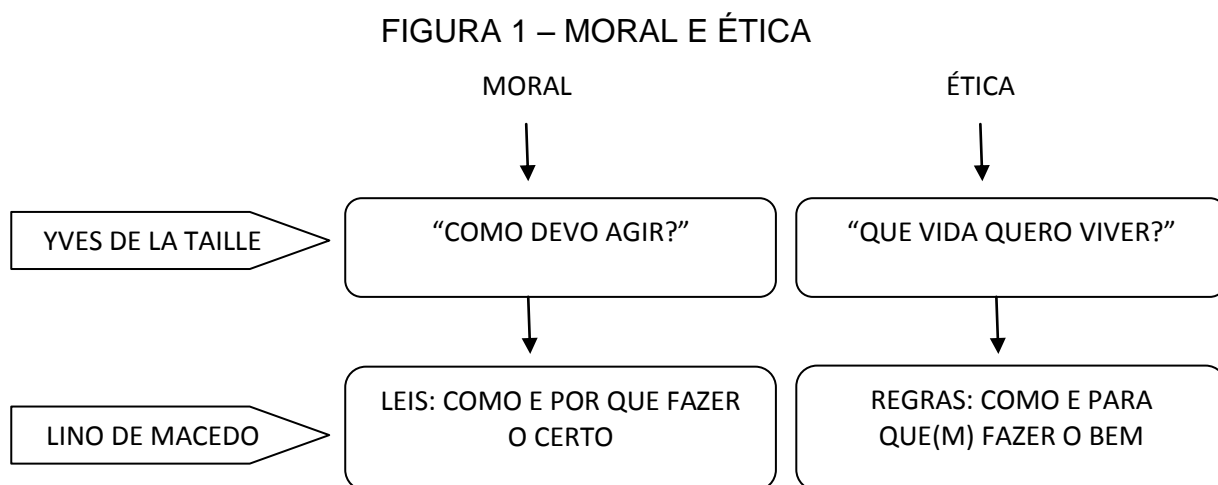 FIGURA 1 – MORAL E ÉTICA
MORAL
ÉTICA
YVES DE LA TAILLE
“COMO DEVO AGIR?”
“QUE VIDA QUERO VIVER?”
LINO DE MACEDO
LEIS: COMO E POR QUE FAZER
O CERTO
REGRAS: COMO E PARA
QUE(M) FAZER O BEM